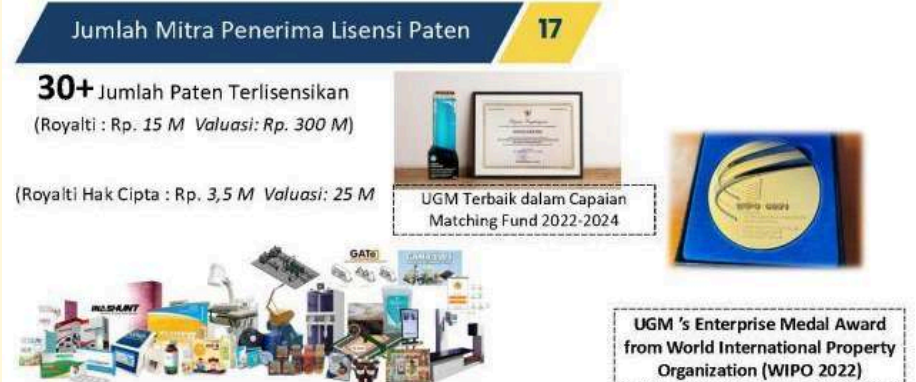 Jumlah Mitra Penerima Lisensi Paten 17
30+ Jumlah Paten Terlisensikan
(Royalti : Rp. 15 M Valuasi: Rp. 300 M)
(Royalti Hak Cipta : Rp. 3,5 M Valuasi: 25 M
UGM Terbaik dalam Capaian
Matching Fund 2022-2024
GATe
INASHUNT
UGM 's Enterprise Medal Award
from World International Property
Organization (WIPO 2022)